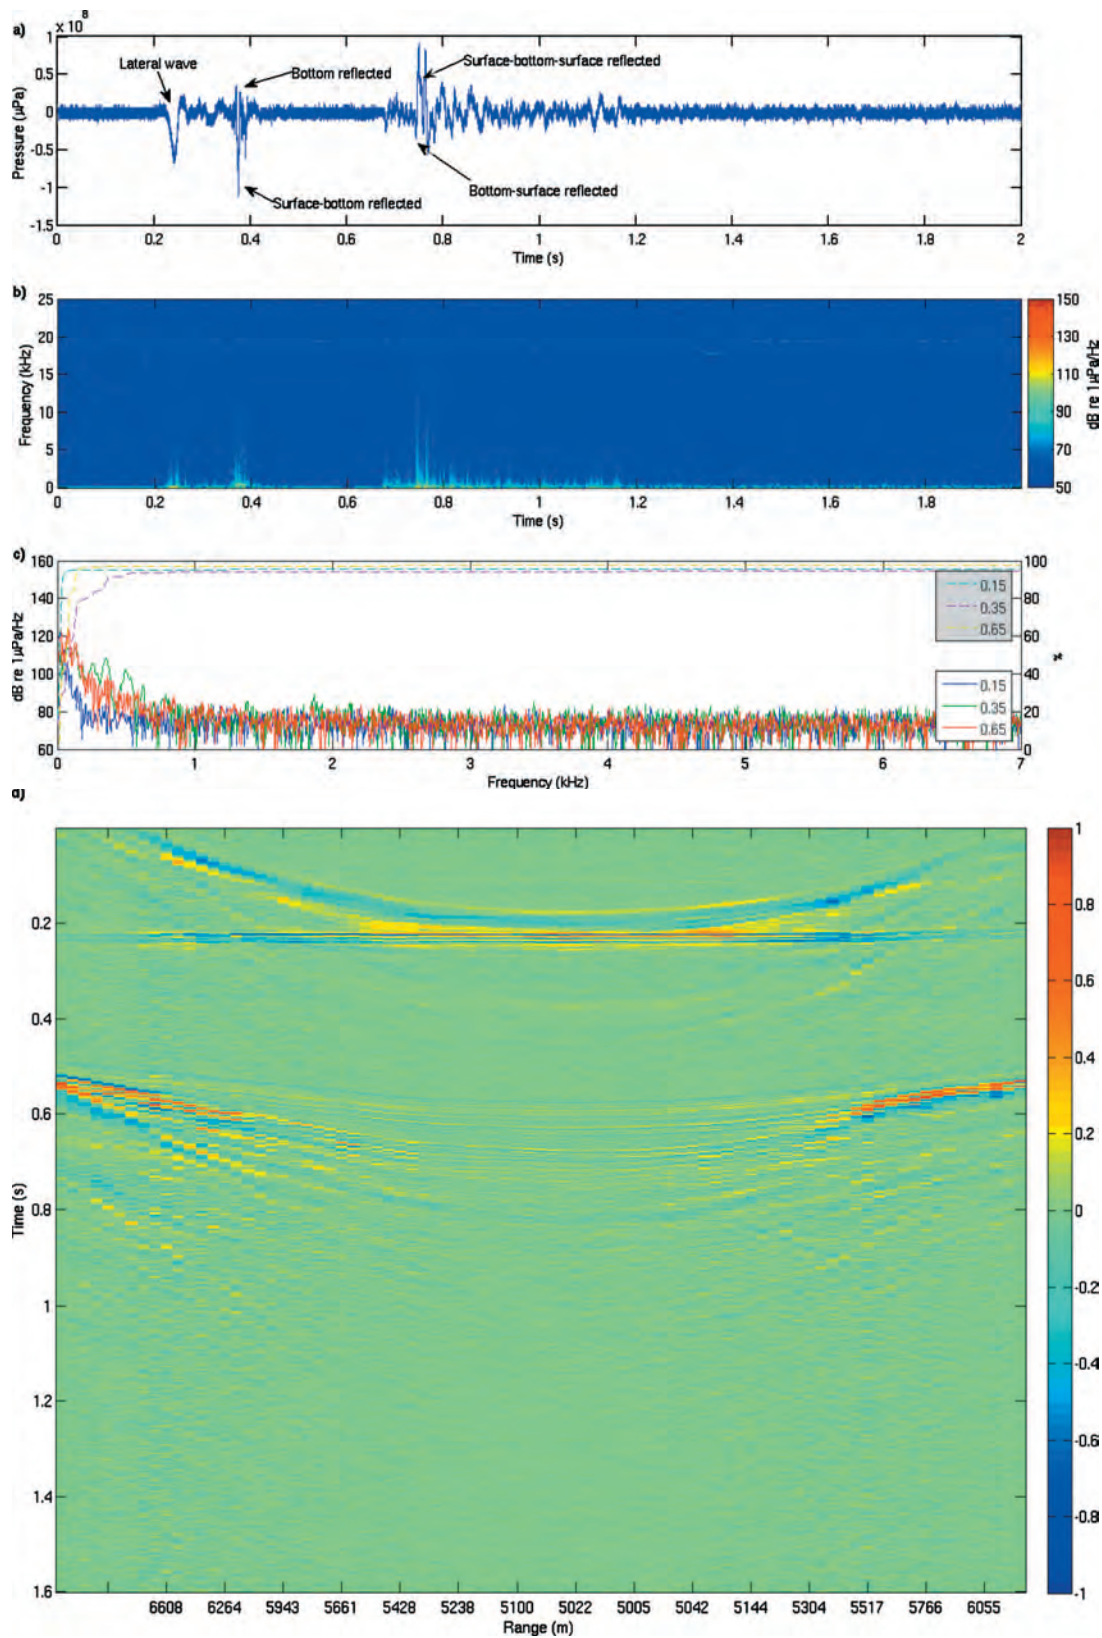 a)
× 10⁸
1
0.5
0
-0.5
-1
-1.5
Pressure (µPa)
Lateral wave
Bottom reflected
Surface-bottom-surface reflected
Surface-bottom reflected
Bottom-surface reflected
0 0.2 0.4 0.6 0.8 1 1.2 1.4 1.6 1.8 2
Time (s)
b)
25
20
15
10
5
0
Frequency (kHz)
0 0.2 0.4 0.6 0.8 1 1.2 1.4 1.6 1.8
Time (s)
150
130
110
90
70
50
dB re 1µPa/Hz
c)
160
140
120
100
80
60
dB re 1µPa/Hz
100
80
60
40
20
0
%
0.15
0.35
0.65
0.15
0.35
0.65
0 1 2 3 4 5 6 7
Frequency (kHz)
d)
0.2
0.4
0.6
0.8
1
1.2
1.4
1.6
Time (s)
6608 6264 5943 5661 5428 5238 5100 5022 5005 5042 5144 5304 5517 5766 6055
Range (m)
1
0.8
0.6
0.4
0.2
0
-0.2
-0.4
-0.6
-0.8
-1